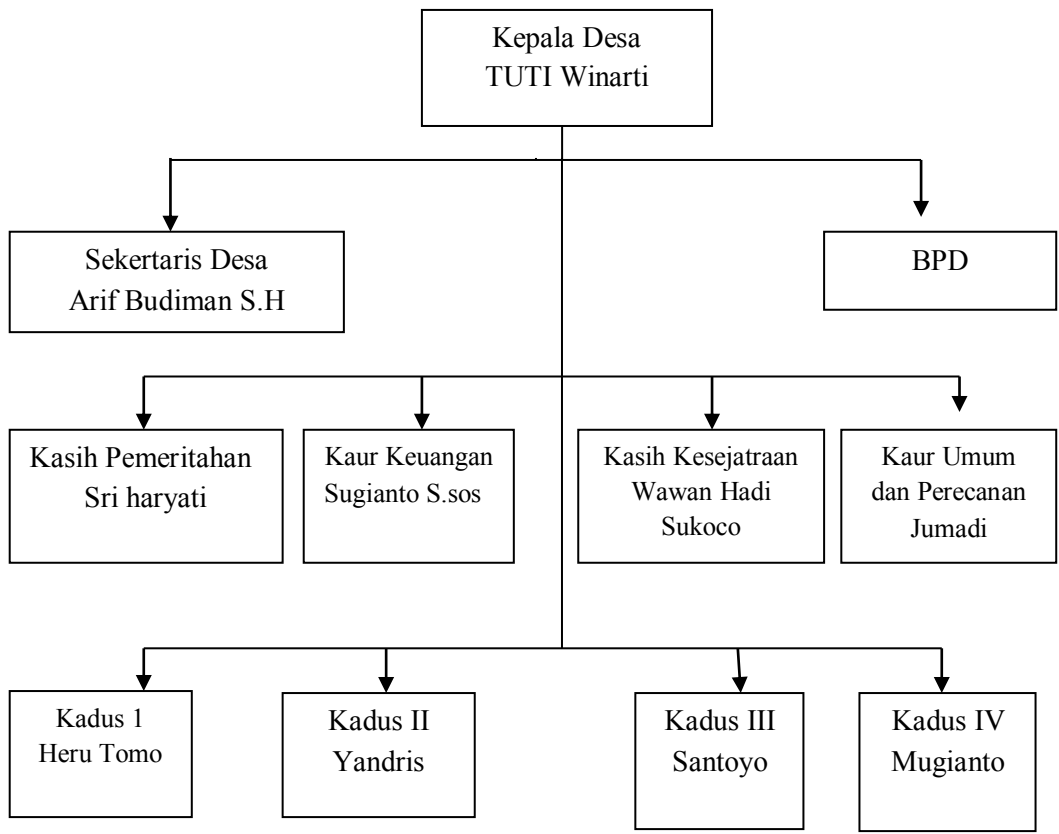 Kepala Desa
TUTI Winarti
Sekertaris Desa
Arif Budiman S.H
BPD
Kasih Pemeritahan
Sri haryati
Kaur Keuangan
Sugianto S.sos
Kasih Kesejatraan
Wawan Hadi
Sukoco
Kaur Umum
dan Perecanan
Jumadi
Kadus 1
Heru Tomo
Kadus II
Yandris
Kadus III
Santoyo
Kadus IV
Mugianto